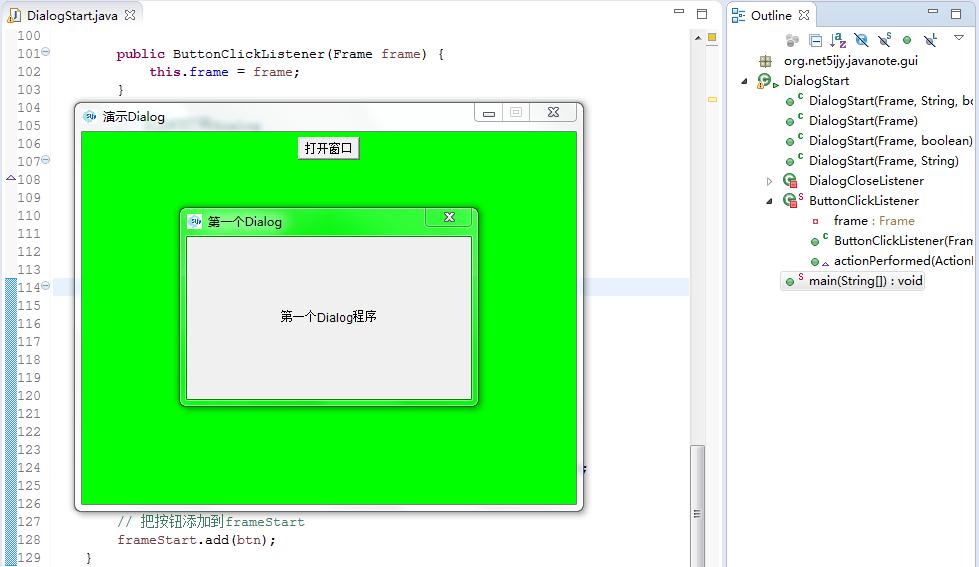 DialogStart.java
100
101 public ButtonClickListener(Frame frame) {
102 this.frame = frame;
103 }
104
105
106
107
108
109
110
111
112
113
114
115
116
117
118
119
120
121
122
123
124 ;
125
126
127 // 把按钮添加到frameStart
128 frameStart.add(btn);
129 }
演示Dialog
打开窗口
第一个Dialog
第一个Dialog程序
Outline
org.net5ijy.javanote.gui
DialogStart
DialogStart(Frame, String, bo
DialogStart(Frame)
DialogStart(Frame, boolean)
DialogStart(Frame, String)
DialogCloseListener
ButtonClickListener
frame : Frame
ButtonClickListener(Fram
actionPerformed(ActionE
main(String[]) : void